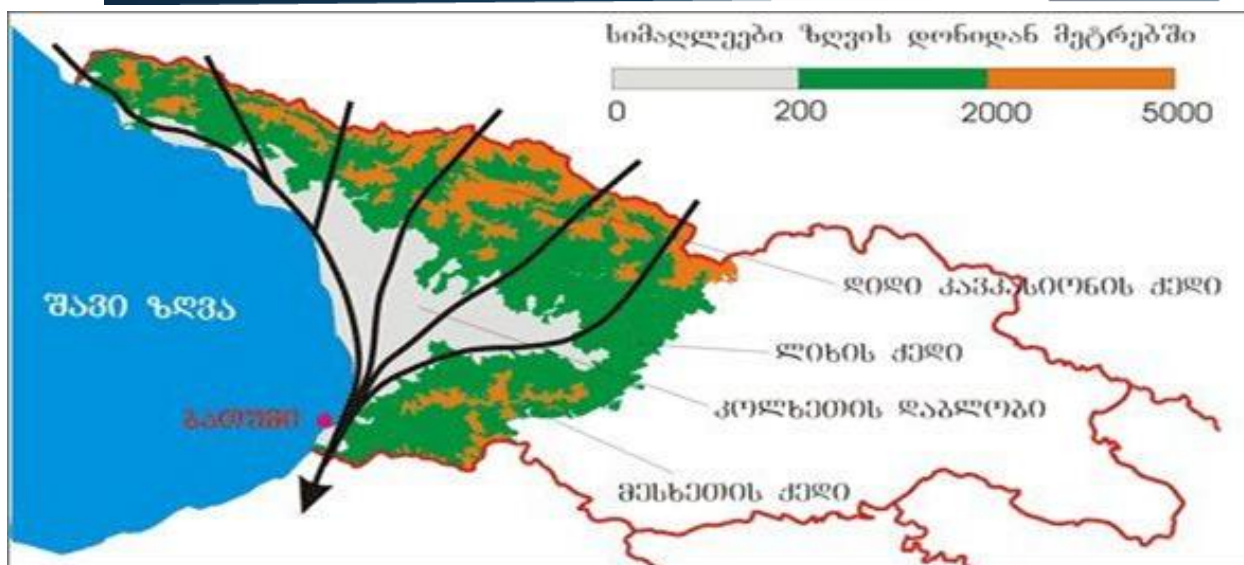 სიმაღლეები ზღვის დონიდან მეტრებში
0 200 2000 5000
შავი ზღვა
დიდი კავკასიონის ქედი
ლიხის ქედი
კოლხეთის დაბლობი
ბათუმი
მესხეთის ქედი